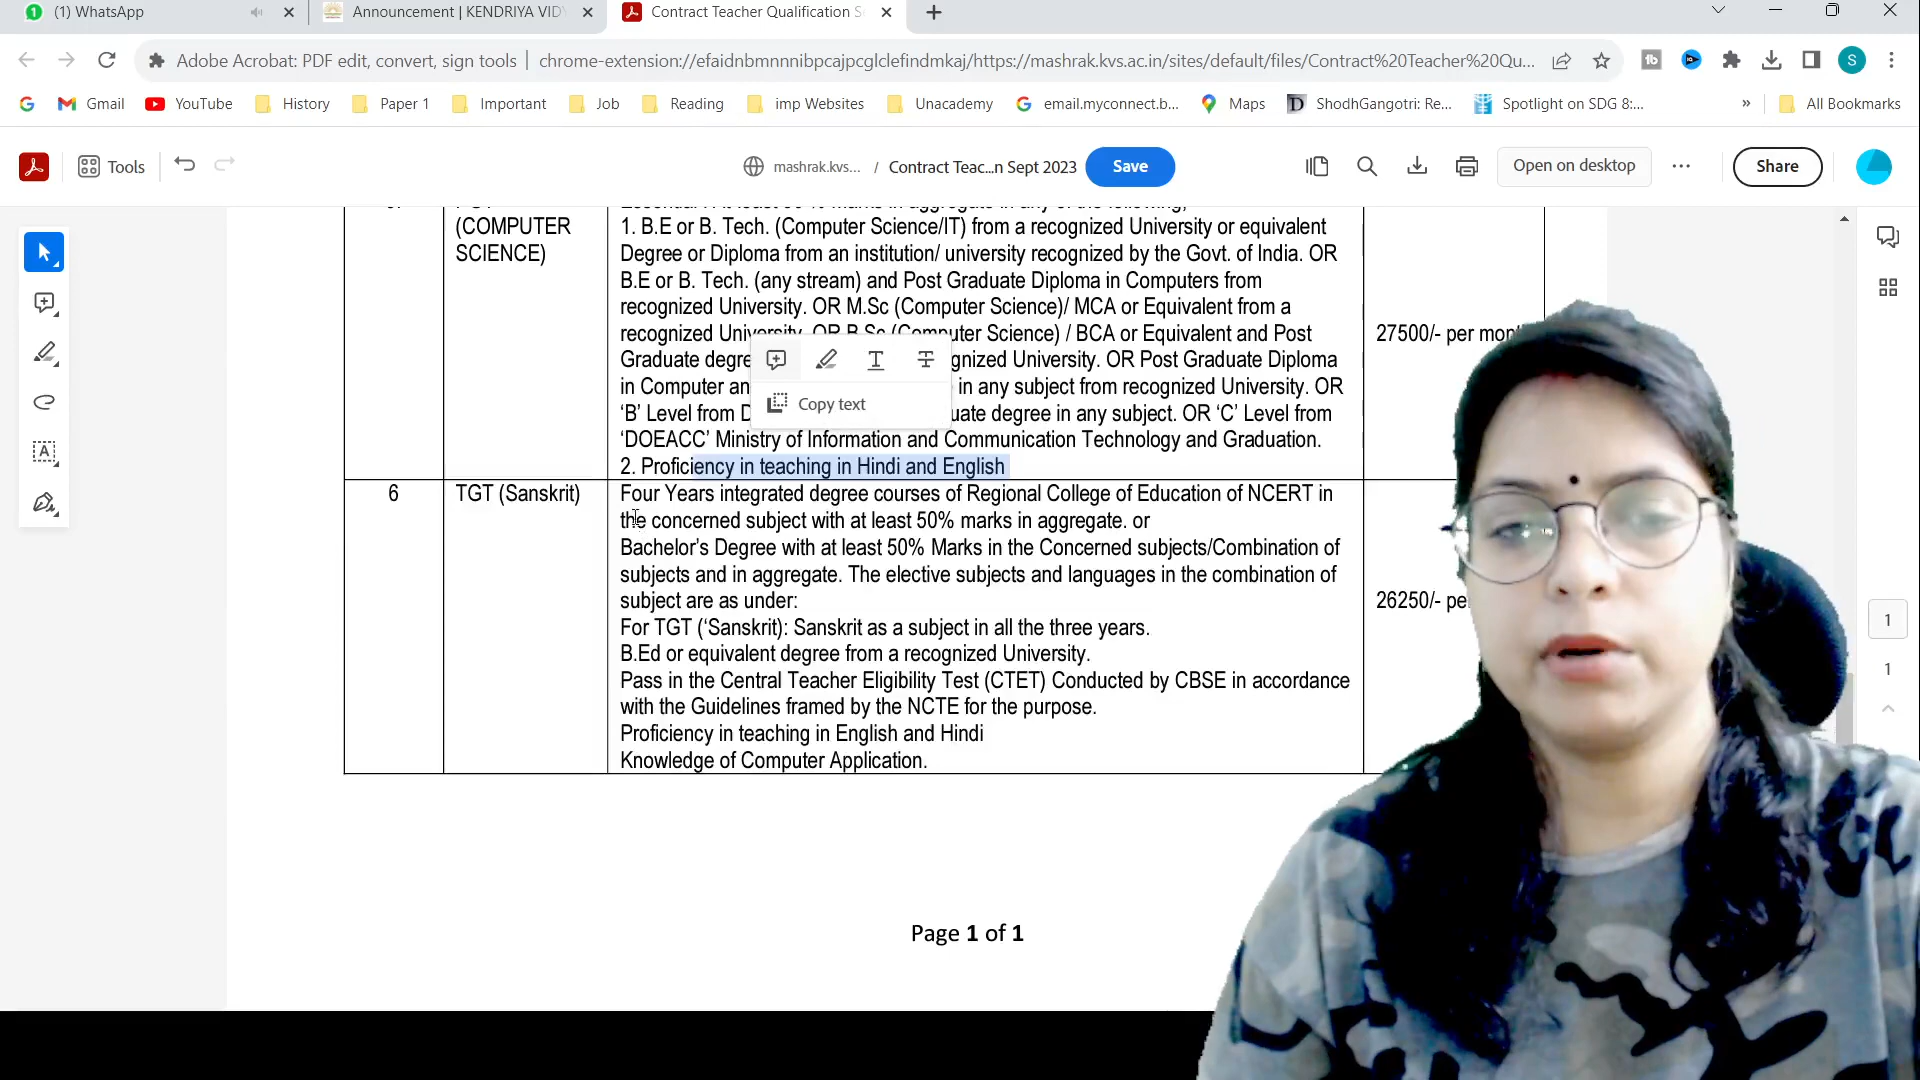 (1) WhatsApp
Announcement | KENDRIYA VIDY
Contract Teacher Qualification S
Adobe Acrobat: PDF edit, convert, sign tools
chrome-extension://efaidnbmnnnibpcajpcglclefindmkaj/https://mashrak.kvs.ac.in/sites/default/files/Contract%20Teacher%20Qu...
S
Gmail
YouTube
History
Paper 1
Important
Job
Reading
imp Websites
Unacademy
email.myconnect.b...
Maps
ShodhGangotri: Re...
Spotlight on SDG 8:...
»
All Bookmarks
Tools
mashrak.kvs... / Contract Teac...n Sept 2023
Save
Open on desktop
Share
(COMPUTER
SCIENCE)
1. B.E or B. Tech. (Computer Science/IT) from a recognized University or equivalent
Degree or Diploma from an institution/ university recognized by the Govt. of India. OR
B.E or B. Tech. (any stream) and Post Graduate Diploma in Computers from
recognized University. OR M.Sc (Computer Science)/ MCA or Equivalent from a
recognized University. OR B.Sc (Computer Science) / BCA or Equivalent and Post
Graduate degre
University. OR Post Graduate Diploma
in Computer an
in any subject from recognized University. OR
‘B’ Level from D
degree in any subject. OR ‘C’ Level from
‘DOEACC’ Ministry of Information and Communication Technology and Graduation.
2. Proficiency in teaching in Hindi and English
27500/- per mon
Copy text
6
TGT (Sanskrit)
Four Years integrated degree courses of Regional College of Education of NCERT in
the concerned subject with at least 50% marks in aggregate. or
Bachelor’s Degree with at least 50% Marks in the Concerned subjects/Combination of
subjects and in aggregate. The elective subjects and languages in the combination of
subject are as under:
For TGT (‘Sanskrit): Sanskrit as a subject in all the three years.
B.Ed or equivalent degree from a recognized University.
Pass in the Central Teacher Eligibility Test (CTET) Conducted by CBSE in accordance
with the Guidelines framed by the NCTE for the purpose.
Proficiency in teaching in English and Hindi
Knowledge of Computer Application.
26250/- pe
1
1
Page 1 of 1